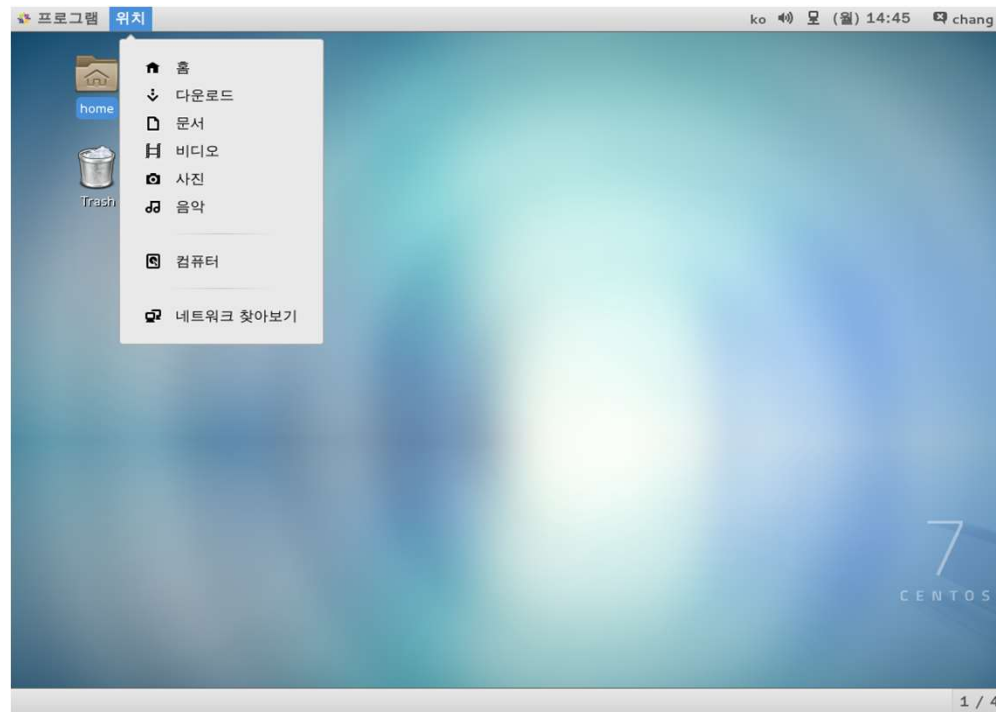 프로그램 위치 ko (월) 14:45 chang
홈
다운로드
문서
비디오
사진
음악
컴퓨터
네트워크 찾아보기
home
Trash
7
CENTOS
1 / 4